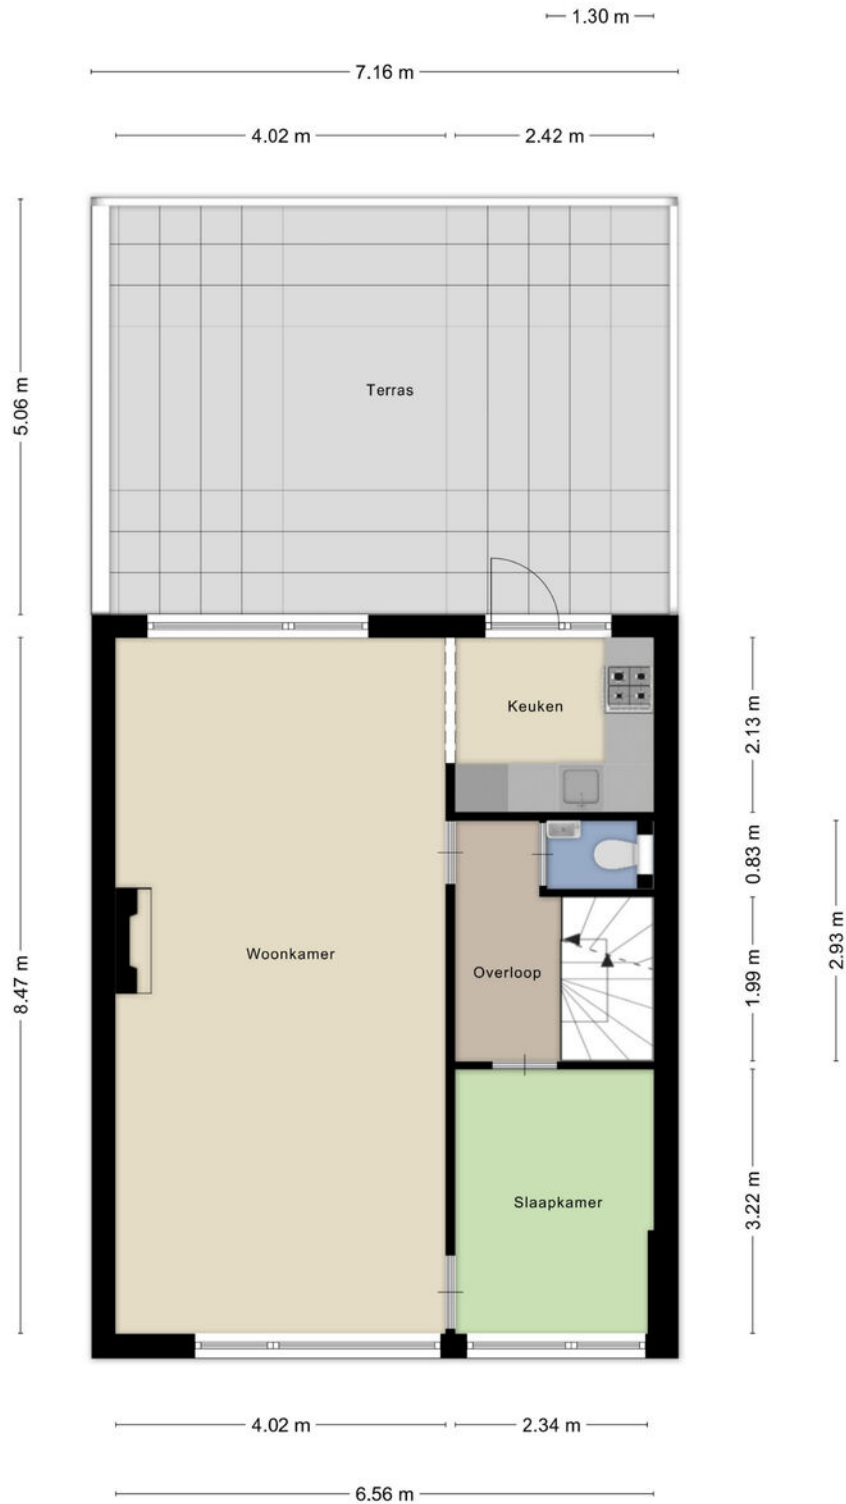 1.30 m
7.16 m
4.02 m
2.42 m
5.06 m
Terras
Keuken
2.13 m
0.83 m
8.47 m
Woonkamer
Overloop
1.99 m
2.93 m
Slaapkamer
3.22 m
4.02 m
2.34 m
6.56 m